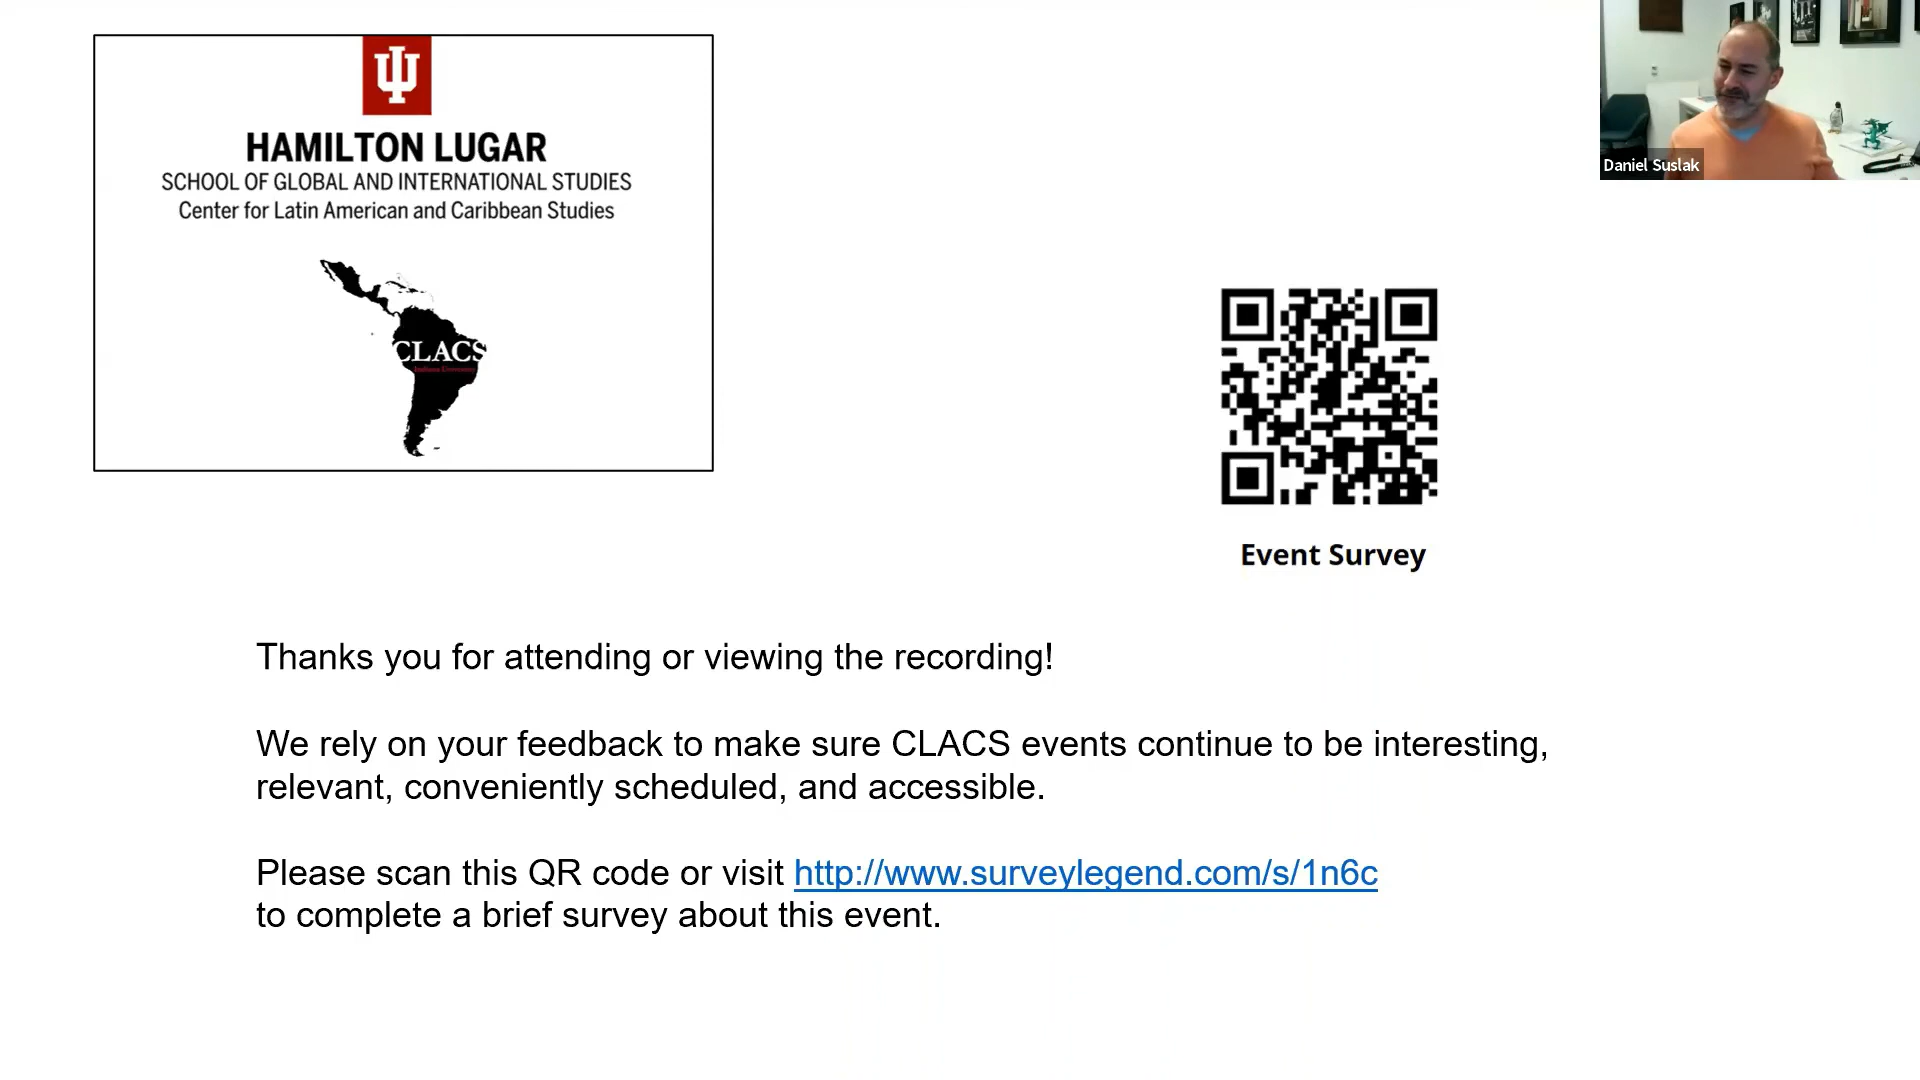 HAMILTON LUGAR
SCHOOL OF GLOBAL AND INTERNATIONAL STUDIES
Center for Latin American and Caribbean Studies
CLACS
Indiana University
Daniel Suslak
Event Survey
Thanks you for attending or viewing the recording!
We rely on your feedback to make sure CLACS events continue to be interesting,
relevant, conveniently scheduled, and accessible.
Please scan this QR code or visit http://www.surveylegend.com/s/1n6c
to complete a brief survey about this event.